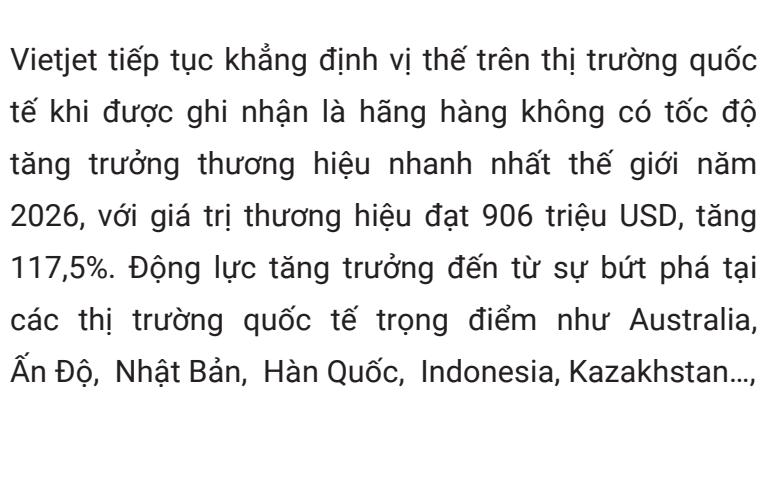 Vietjet tiếp tục khẳng định vị thế trên thị trường quốc
tế khi được ghi nhận là hãng hàng không có tốc độ
tăng trưởng thương hiệu nhanh nhất thế giới năm
2026, với giá trị thương hiệu đạt 906 triệu USD, tăng
117,5%. Động lực tăng trưởng đến từ sự bứt phá tại
các thị trường quốc tế trọng điểm như Australia,
Ấn Độ, Nhật Bản, Hàn Quốc, Indonesia, Kazakhstan...,